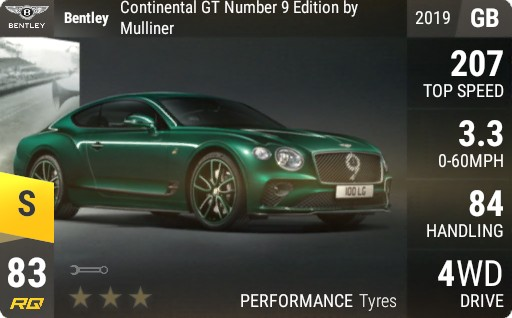 BENTLEY
Bentley
Continental GT Number 9 Edition by
Mulliner
2019
GB
207
TOP SPEED
3.3
0-60MPH
84
HANDLING
4WD
DRIVE
S
83
RQ
9
100 LG
PERFORMANCE Tyres